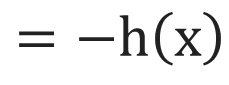 = −h(x)